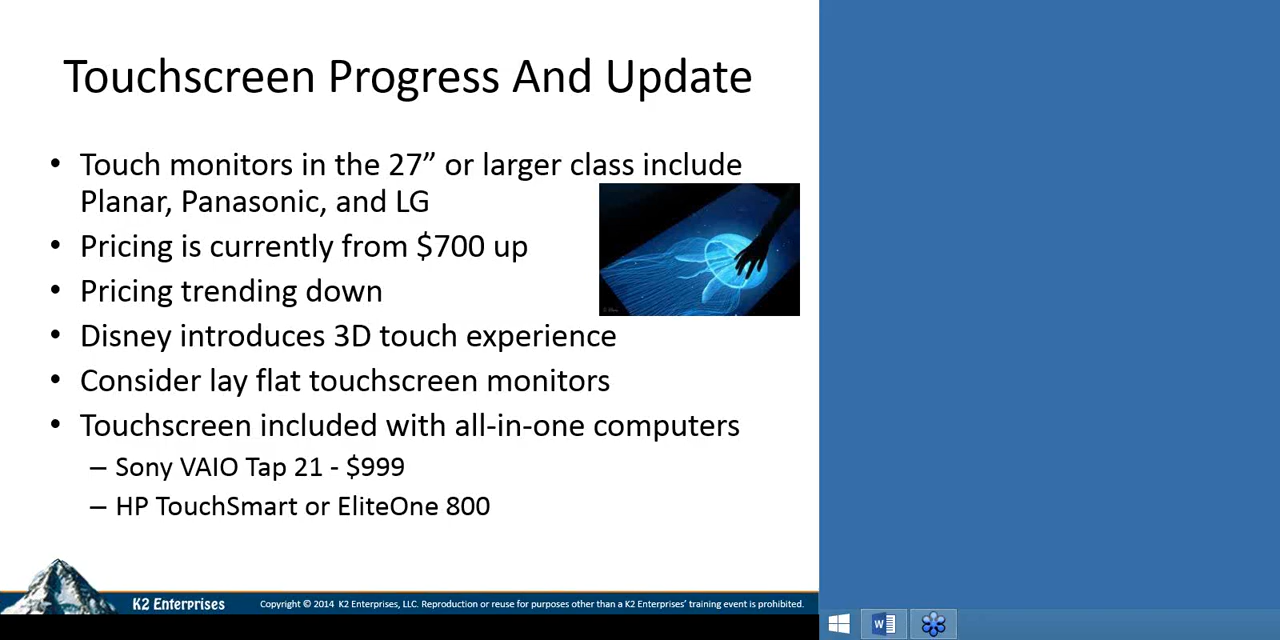 Touchscreen Progress And Update
• Touch monitors in the 27” or larger class include
Planar, Panasonic, and LG
• Pricing is currently from $700 up
• Pricing trending down
• Disney introduces 3D touch experience
• Consider lay flat touchscreen monitors
• Touchscreen included with all-in-one computers
– Sony VAIO Tap 21 - $999
– HP TouchSmart or EliteOne 800
K2 Enterprises
Copyright © 2014 K2 Enterprises, LLC. Reproduction or reuse for purposes other than a K2 Enterprises’ training event is prohibited.
W